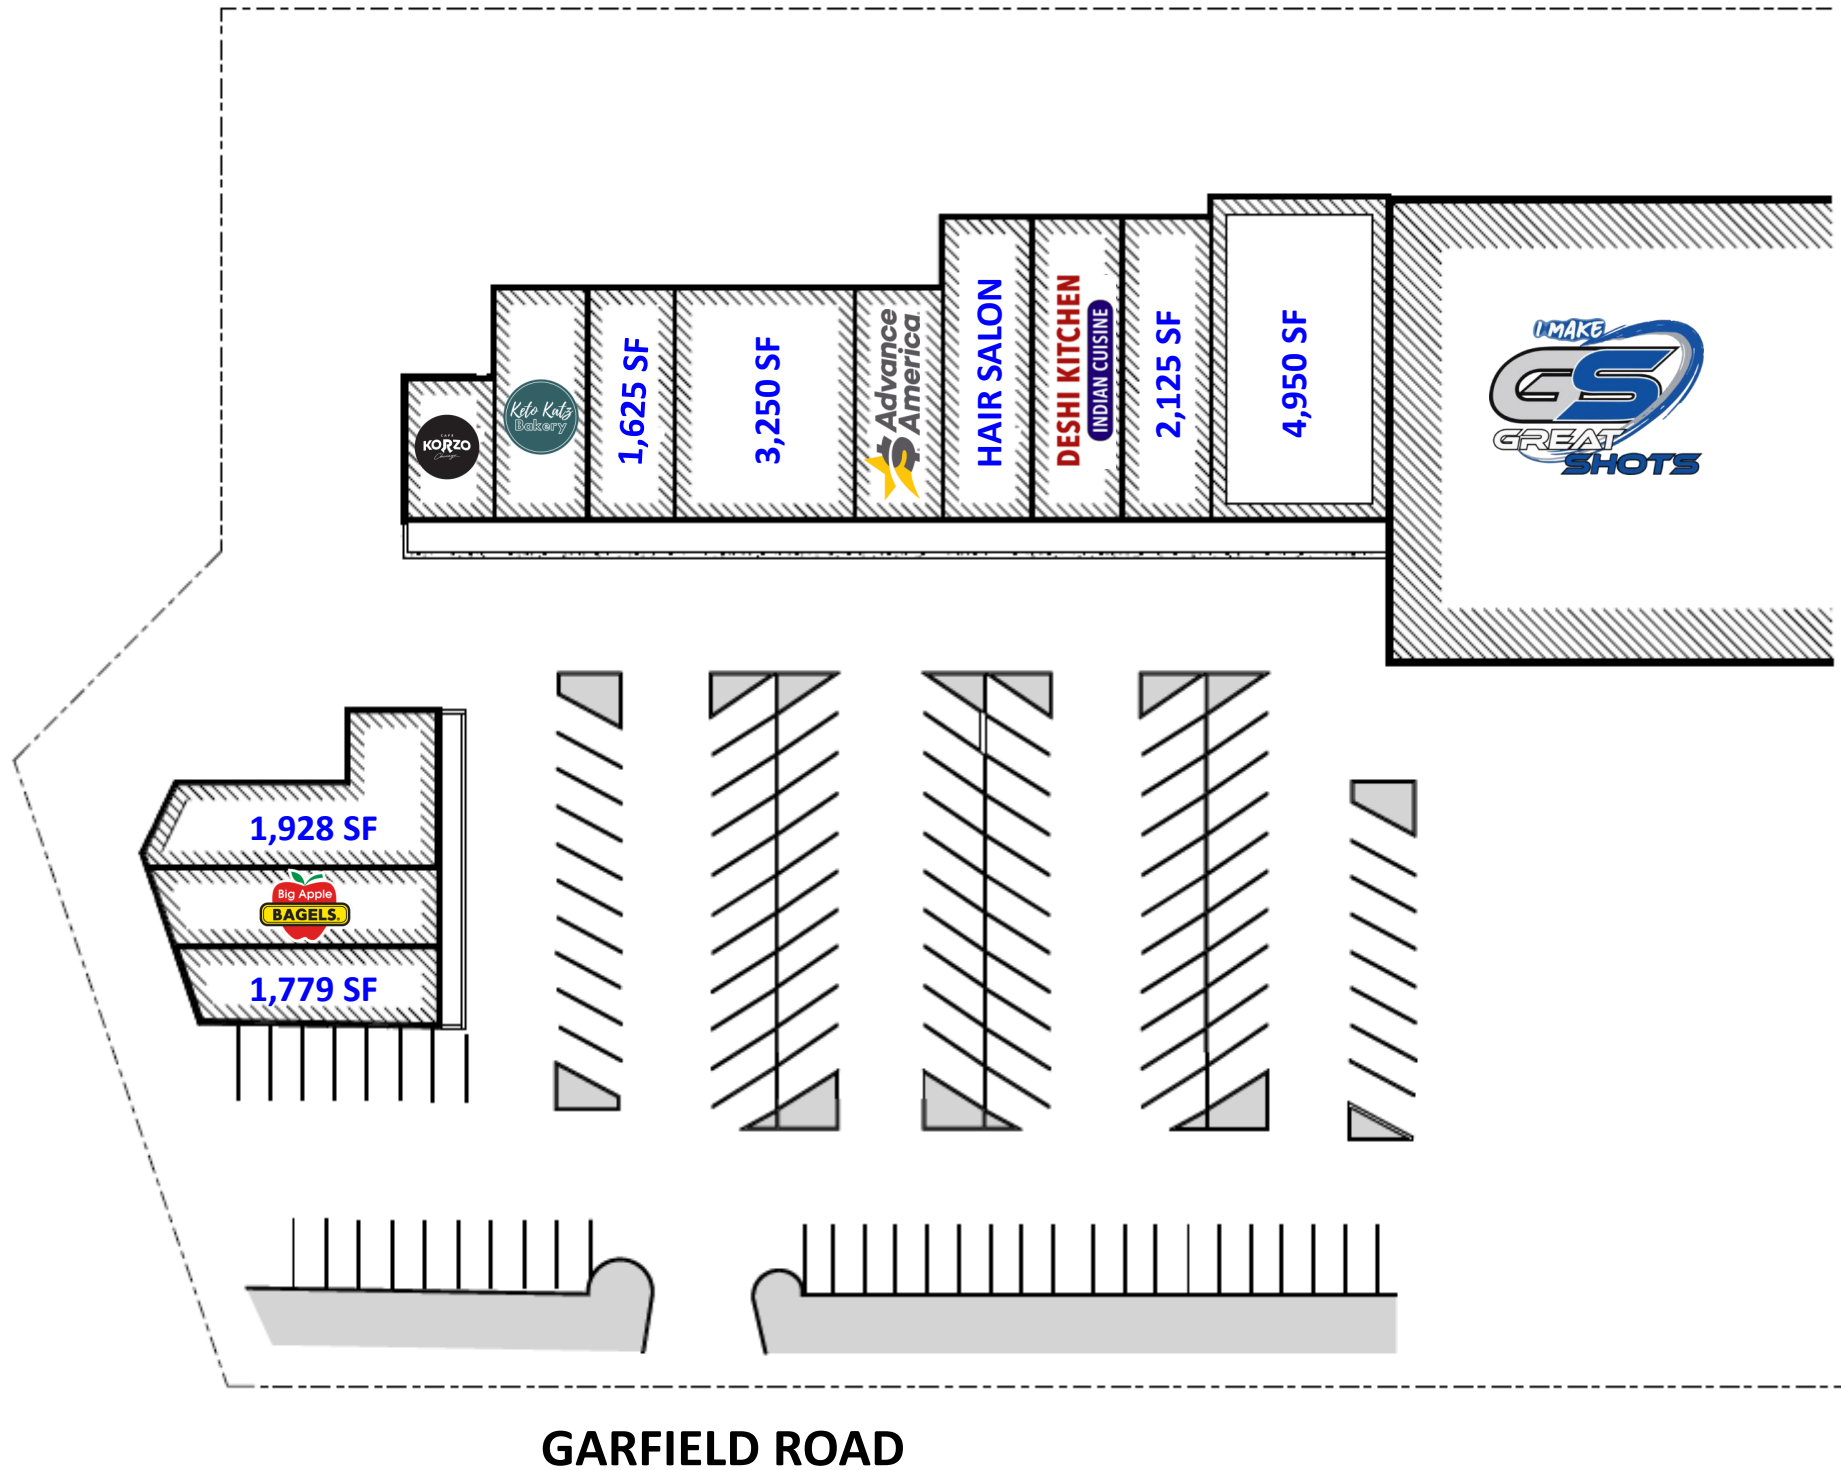 CAFE
KORZO
Chicago
Keto Katz
Bakery
1,625 SF
3,250 SF
Advance
America
HAIR SALON
DESHI KITCHEN
INDIAN CUISINE
2,125 SF
4,950 SF
I MAKE
GS
GREAT
SHOTS
1,928 SF
Big Apple
BAGELS.
1,779 SF
GARFIELD ROAD